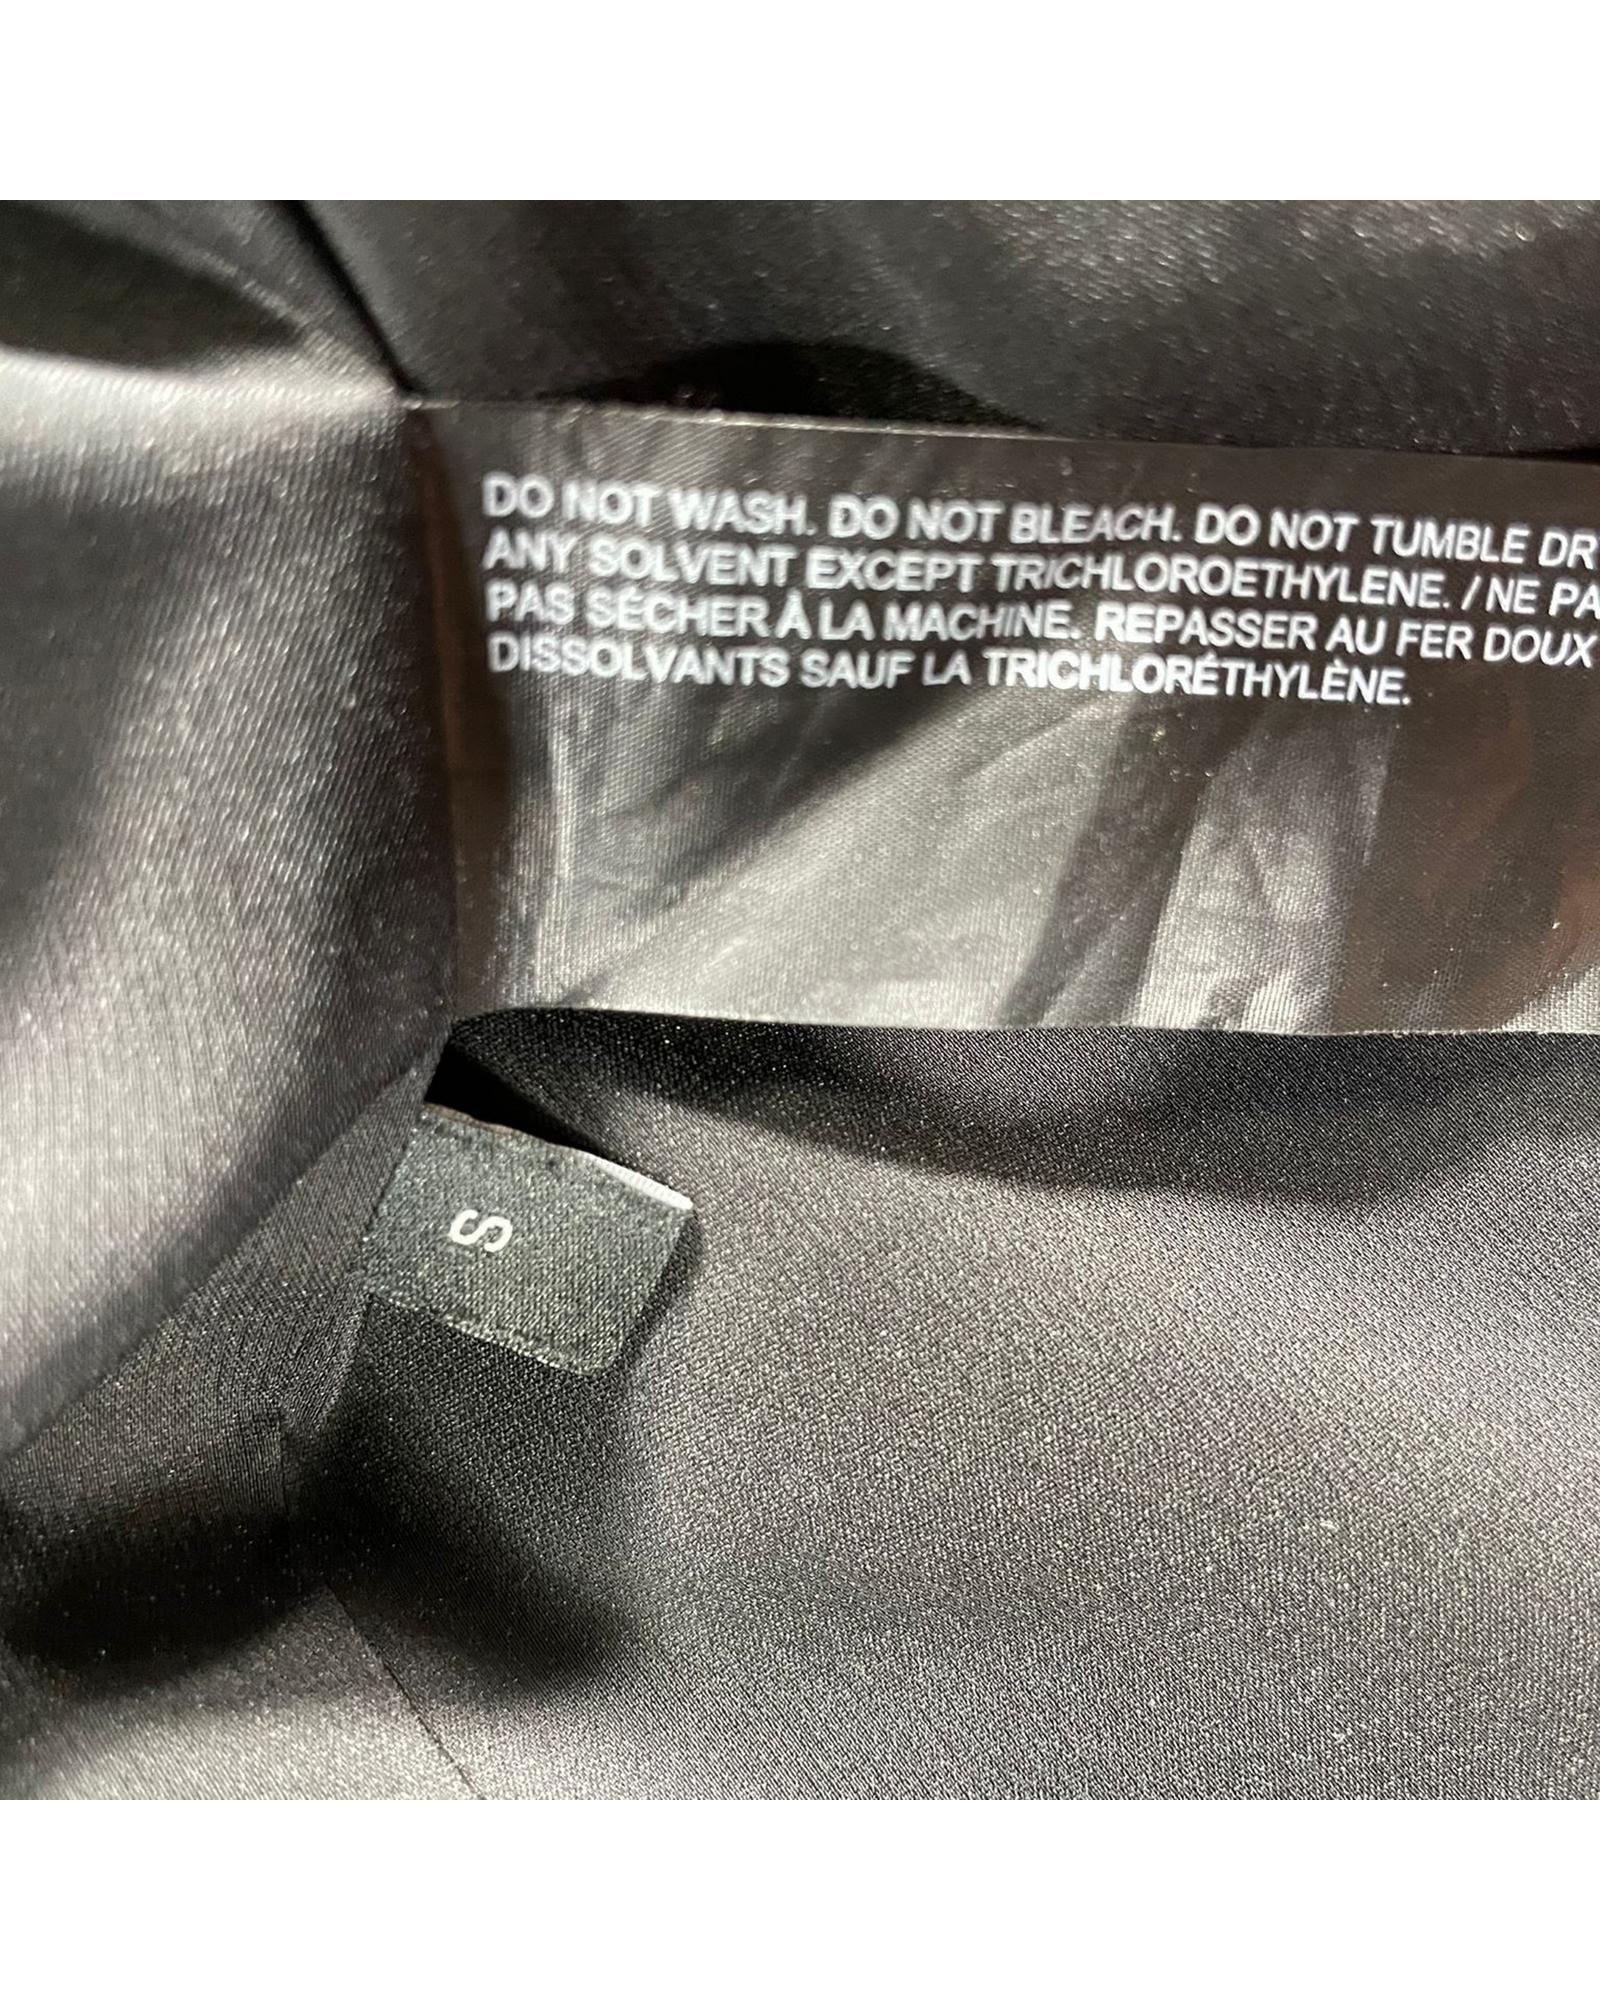 DO NOT WASH. DO NOT BLEACH. DO NOT TUMBLE DR
ANY SOLVENT EXCEPT TRICHLOROETHYLENE. / NE PA
PAS SÉCHER À LA MACHINE. REPASSER AU FER DOUX
DISSOLVANTS SAUF LA TRICHLORÉTHYLÈNE.
S